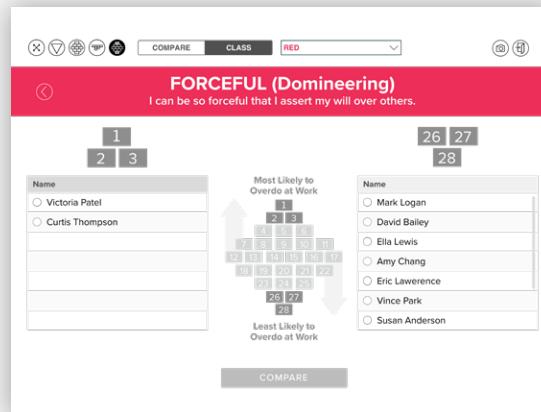 COMPARE CLASS RED
FORCEFUL (Domineering)
I can be so forceful that I assert my will over others.
1
2 3
Name
Victoria Patel
Curtis Thompson
Most Likely to
Overdo at Work
1
2 3
4 5 6
7 8 9 10 11
12 13 14 15 16 17
18 19 20 21 22
23 24 25
26 27
28
Least Likely to
Overdo at Work
26 27
28
Name
Mark Logan
David Bailey
Ella Lewis
Amy Chang
Eric Lawerence
Vince Park
Susan Anderson
COMPARE